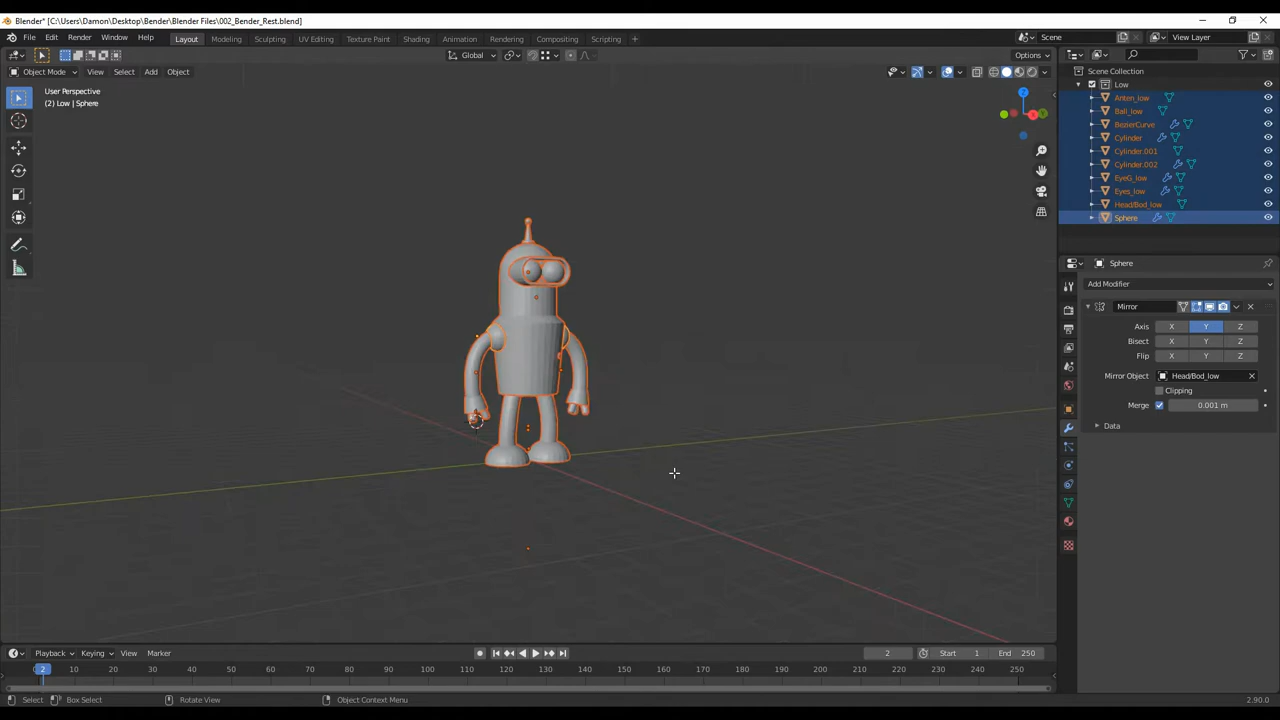 Blender* [C:\Users\Damon\Desktop\Bender\Blender Files\002_Bender_Rest.blend]
File Edit Render Window Help Layout Modeling Sculpting UV Editing Texture Paint Shading Animation Rendering Compositing Scripting + Scene View Layer
Global Options
Object Mode View Select Add Object
Scene Collection
Low
User Perspective
(2) Low | Sphere
Anten_low
Ball_low
BezierCurve
Cylinder
Cylinder.001
Cylinder.002
EyeG_low
Eyes_low
Head/Bod_low
Sphere
Z
X
Y
Sphere
Add Modifier
Mirror
Axis X Y Z
Bisect X Y Z
Flip X Y Z
Mirror Object Head/Bod_low
Clipping
Merge 0.001 m
Data
Playback Keying View Marker 2 Start 1 End 250
2 10 20 30 40 50 60 70 80 90 100 110 120 130 140 150 160 170 180 190 200 210 220 230 240 250
Select Box Select Rotate View Object Context Menu 2.90.0